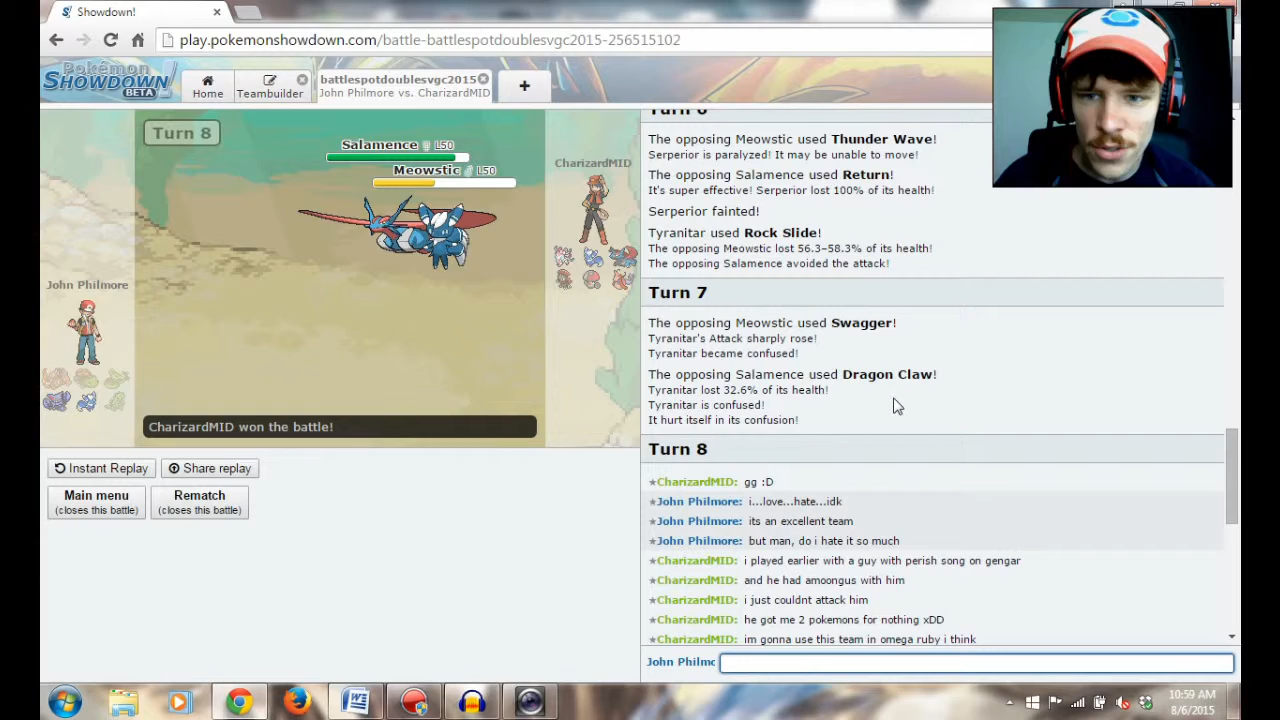 Showdown!
play.pokemonshowdown.com/battle-battlespotdoublesvgc2015-256515102
Pokémon
SHOWDOWN
BETA
Home
Teambuilder
battlespotdoublesvgc2015
John Philmore vs. CharizardMID
Turn 8
Salamence L50
Meowstic L50
CharizardMID
John Philmore
CharizardMID won the battle!
Instant Replay
Share replay
Main menu
(closes this battle)
Rematch
(closes this battle)
Turn 6
The opposing Meowstic used Thunder Wave!
Serperior is paralyzed! It may be unable to move!
The opposing Salamence used Return!
It's super effective! Serperior lost 100% of its health!
Serperior fainted!
Tyranitar used Rock Slide!
The opposing Meowstic lost 56.3–58.3% of its health!
The opposing Salamence avoided the attack!
Turn 7
The opposing Meowstic used Swagger!
Tyranitar's Attack sharply rose!
Tyranitar became confused!
The opposing Salamence used Dragon Claw!
Tyranitar lost 32.6% of its health!
Tyranitar is confused!
It hurt itself in its confusion!
Turn 8
★CharizardMID: gg :D
★John Philmore: i...love...hate...idk
★John Philmore: its an excellent team
★John Philmore: but man, do i hate it so much
★CharizardMID: i played earlier with a guy with perish song on gengar
★CharizardMID: and he had amoongus with him
★CharizardMID: i just couldnt attack him
★CharizardMID: he got me 2 pokemons for nothing xDD
★CharizardMID: im gonna use this team in omega ruby i think
John Philmo
10:59 AM
8/6/2015